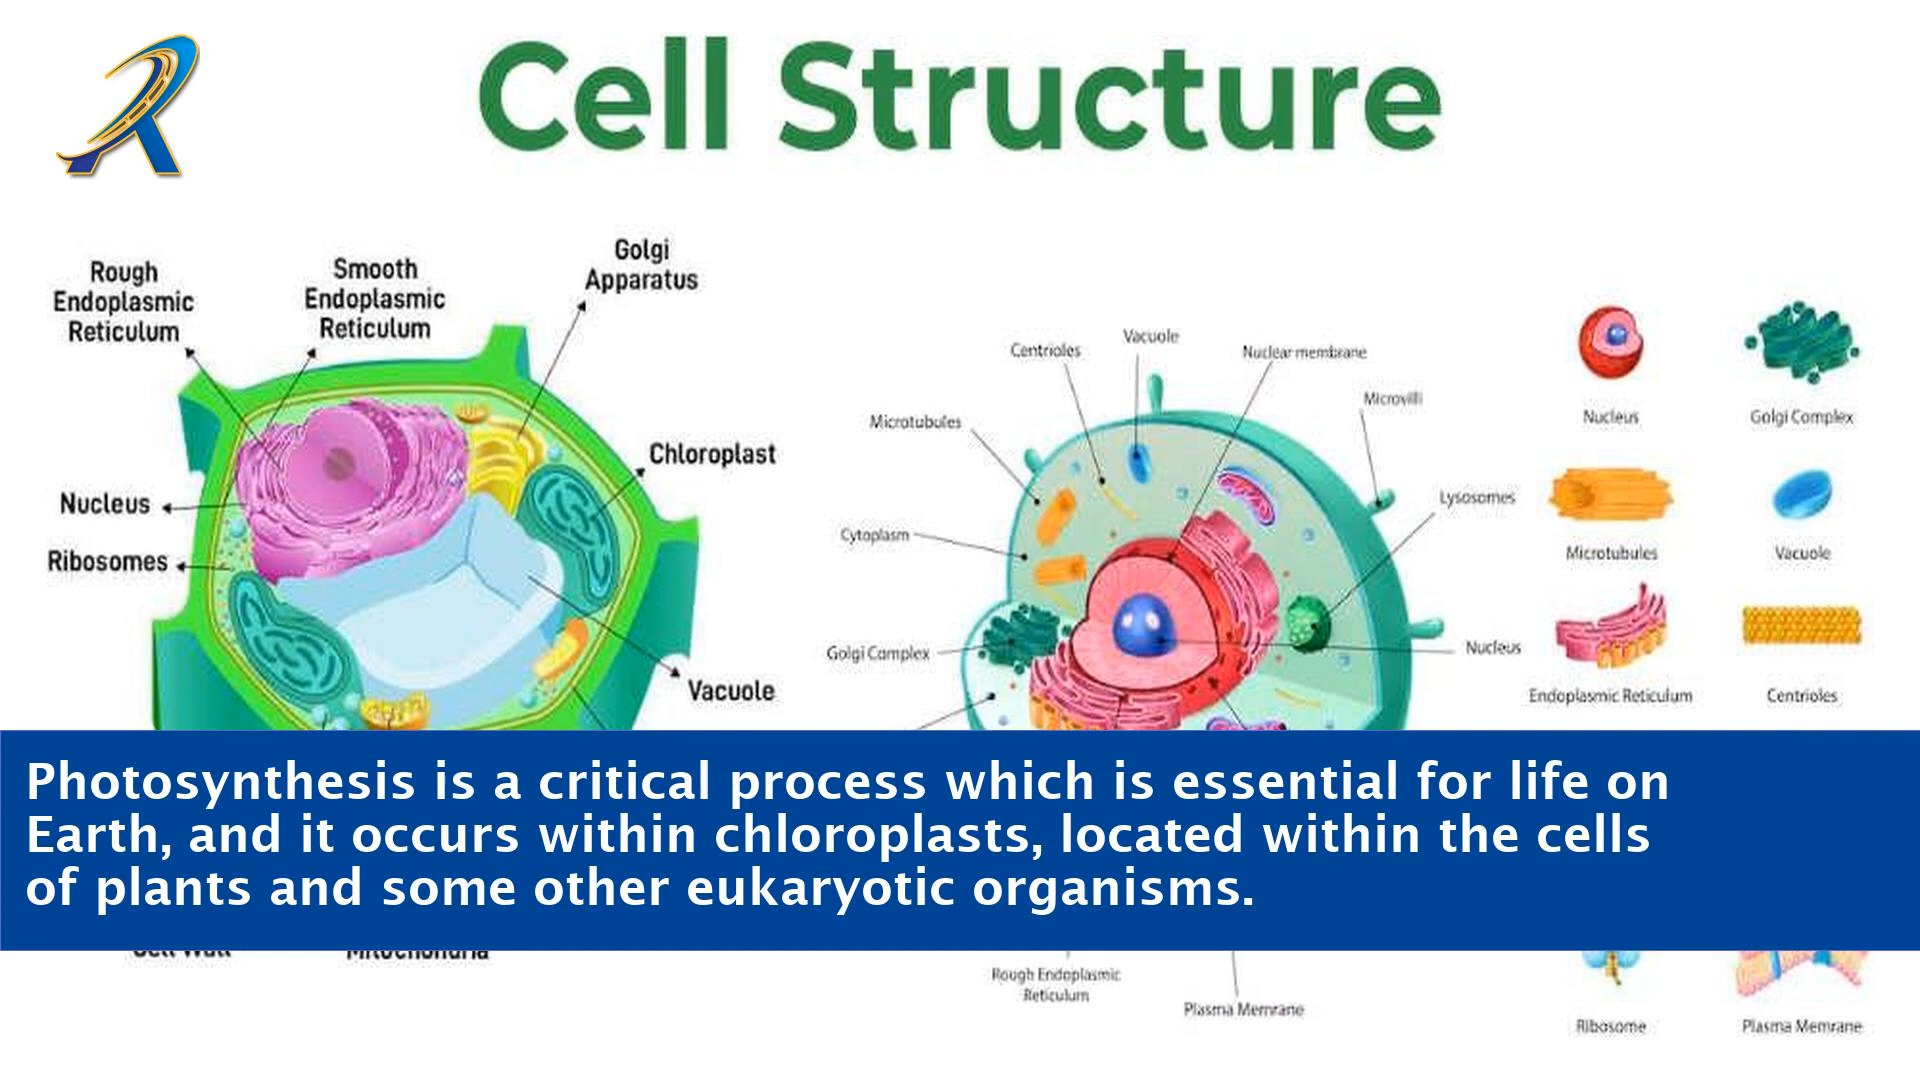 Cell Structure
Rough
Endoplasmic
Reticulum
Smooth
Endoplasmic
Reticulum
Golgi
Apparatus
Chloroplast
Nucleus
Ribosomes
Vacuole
Centrioles
Vacuole
Nuclear membrane
Microvilli
Microtubules
Lysosomes
Cytoplasm
Golgi Complex
Nucleus
Nucleus
Golgi Complex
Microtubules
Vacuole
Endoplasmic Reticulum
Centrioles
Photosynthesis is a critical process which is essential for life on
Earth, and it occurs within chloroplasts, located within the cells
of plants and some other eukaryotic organisms.
Cell Wall
Mitochondria
Rough Endoplasmic
Reticulum
Plasma Memrane
Ribosome
Plasma Memrane